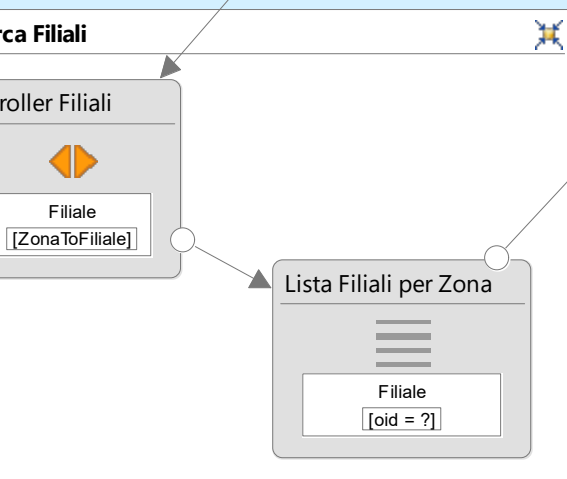 rca Filiali
roller Filiali
Filiale
[ZonaToFiliale]
Lista Filiali per Zona
Filiale
[oid = ?]